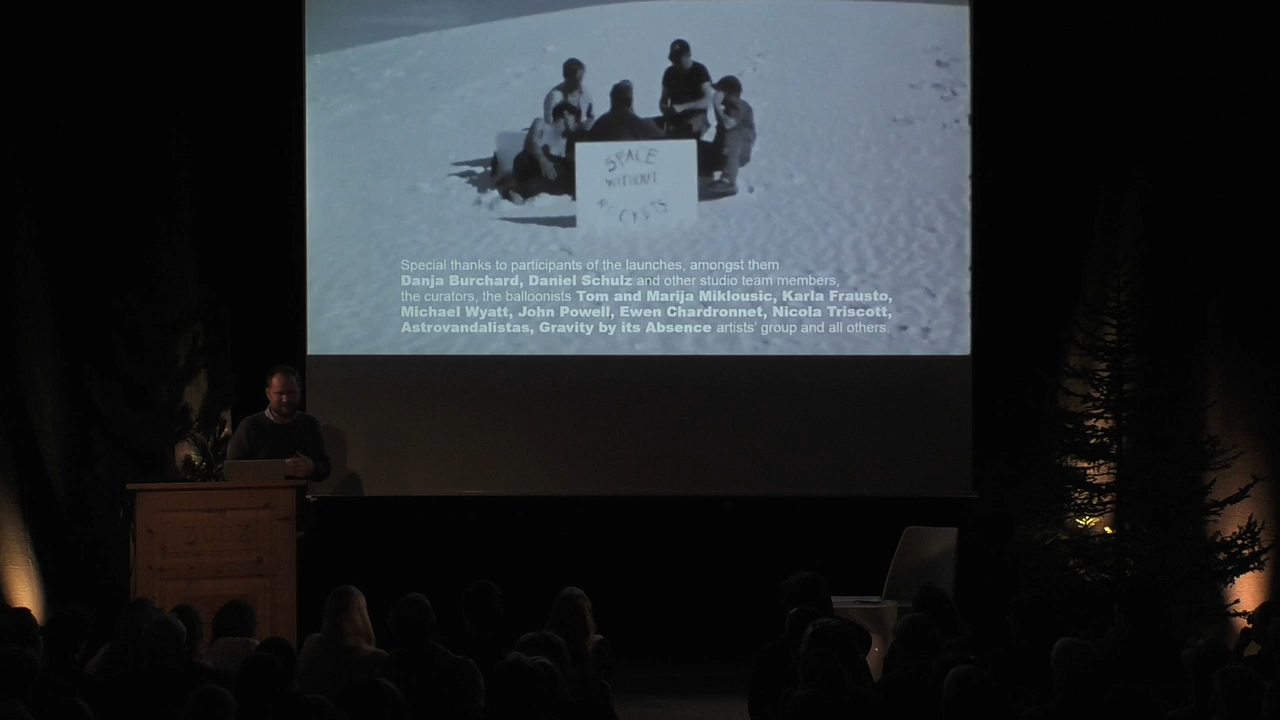 SPACE
WITHOUT
ROCKETS
Special thanks to participants of the launches, amongst them
Danja Burchard, Daniel Schulz and other studio team members,
the curators, the balloonists Tom and Marija Miklousic, Karla Frausto,
Michael Wyatt, John Powell, Ewen Chardronnet, Nicola Triscott,
Astrovandalistas, Gravity by its Absence artists' group and all others.
ZUOZ